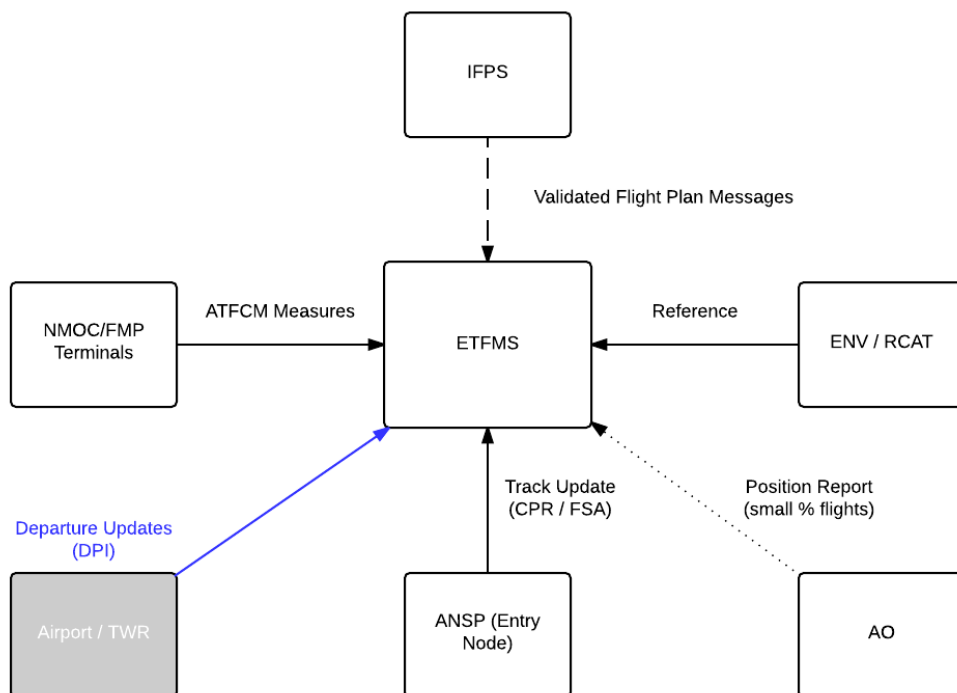 IFPS
Validated Flight Plan Messages
ATFCM Measures
Reference
NMOC/FMP
Terminals
ETFMS
ENV / RCAT
Track Update
(CPR / FSA)
Position Report
(small % flights)
Departure Updates
(DPI)
Airport / TWR
ANSP (Entry
Node)
AO